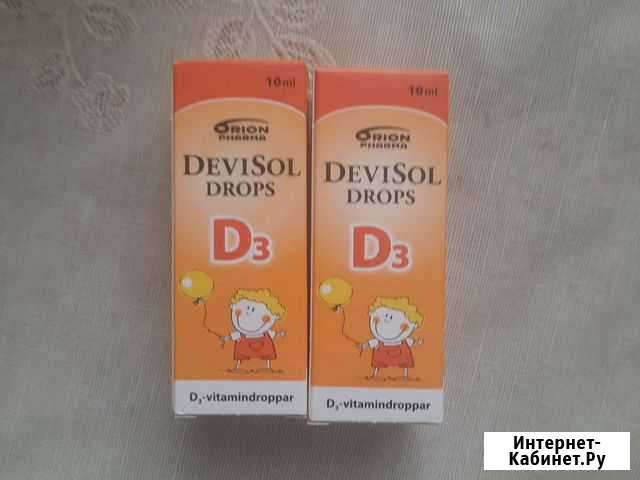 10ml
ORION
PHARMA
DEVISOL
DROPS
D3
D3-vitamindroppar
10ml
ORION
PHARMA
DEVISOL
DROPS
D3
D3-vitamindroppar
Интернет-
Кабинет.Ру